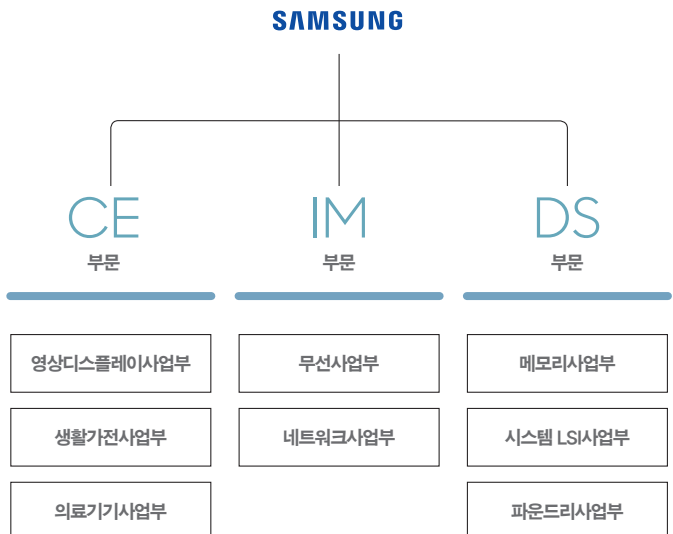 SAMSUNG
CE
부문
IM
부문
DS
부문
영상디스플레이사업부
생활가전사업부
의료기기사업부
무선사업부
네트워크사업부
메모리사업부
시스템 LSI사업부
파운드리사업부